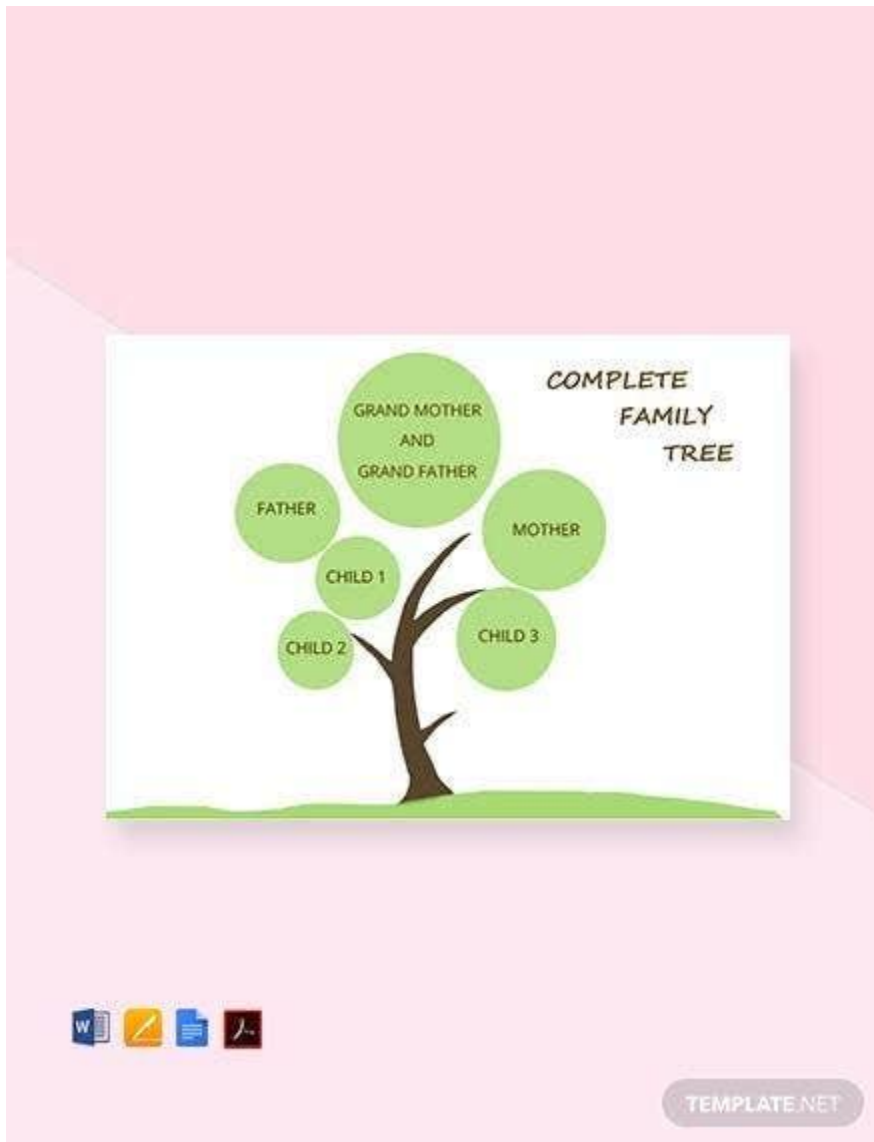 COMPLETE
FAMILY
TREE
GRAND MOTHER
AND
GRAND FATHER
FATHER
MOTHER
CHILD 1
CHILD 2
CHILD 3
W
TEMPLATE.NET